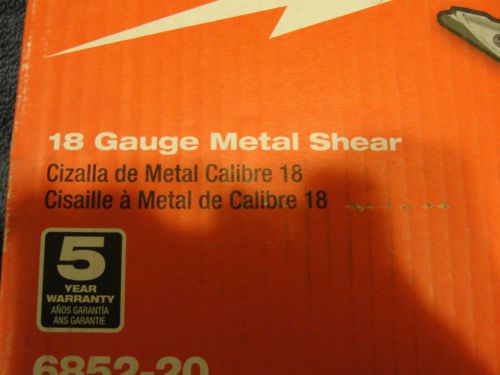 18 Gauge Metal Shear
Cizalla de Metal Calibre 18
Cisaille à Metal de Calibre 18
5
YEAR
WARRANTY
AÑOS GARANTÍA
ANS GARANTIE
6852-20